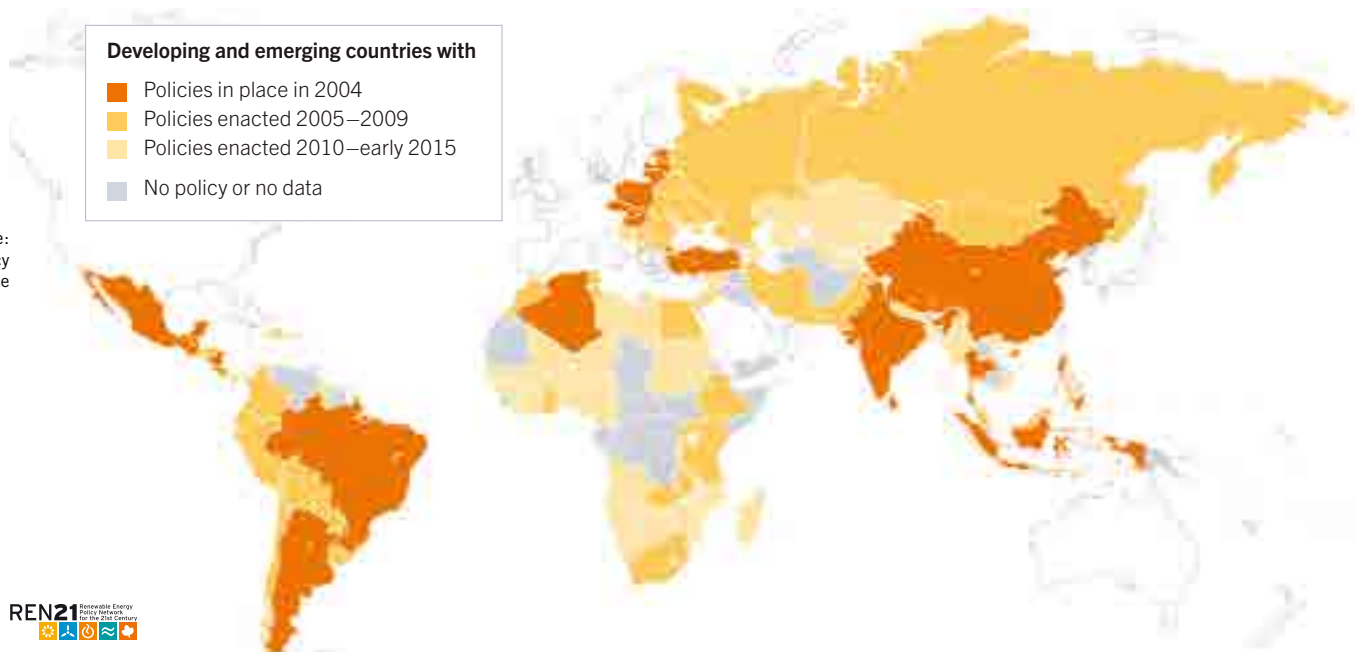 Developing and emerging countries with
Policies in place in 2004
Policies enacted 2005–2009
Policies enacted 2010–early 2015
No policy or no data
e:
cy
e
REN21 Renewable Energy
Policy Network
for the 21st Century